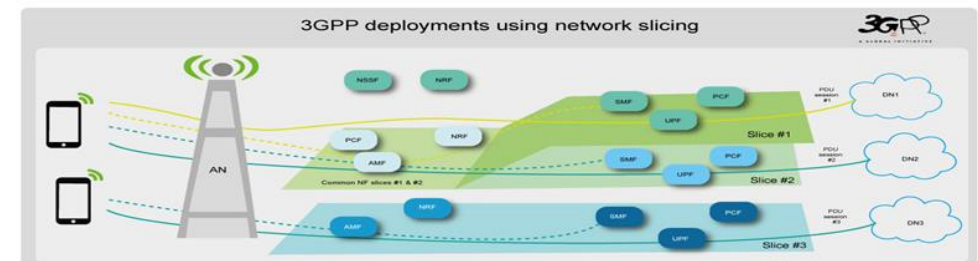 3GPP deployments using network slicing
3GPP
A GLOBAL INITIATIVE
NSSF
NRF
SMF
PCF
PDU
session
#1
DN1
UPF
PCF
NRF
Slice #1
AMF
AN
SMF
PCF
PDU
session
#2
DN2
UPF
Common NF slices #1 & #2
Slice #2
NRF
SMF
PCF
PDU
session
#3
DN3
AMF
UPF
Slice #3